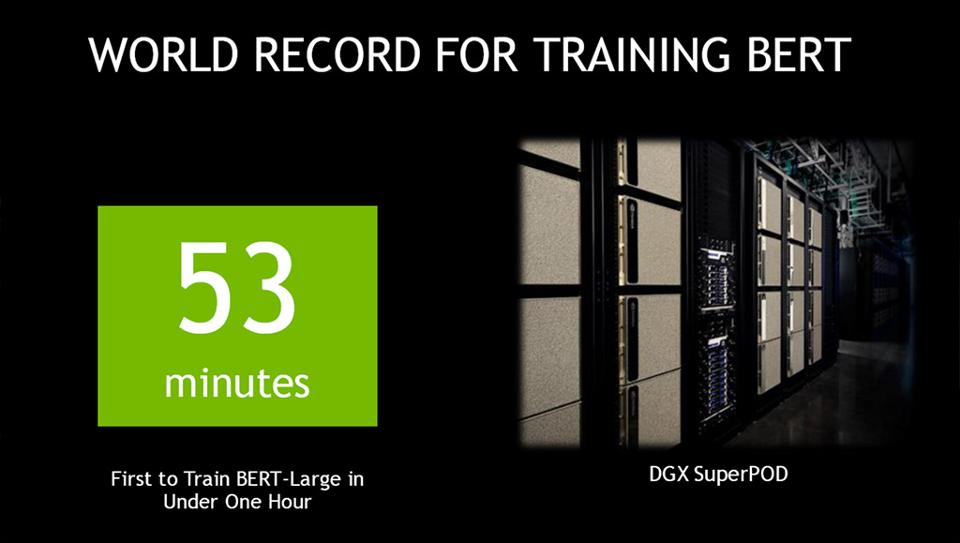 WORLD RECORD FOR TRAINING BERT
53
minutes
First to Train BERT-Large in
Under One Hour
DGX SuperPOD